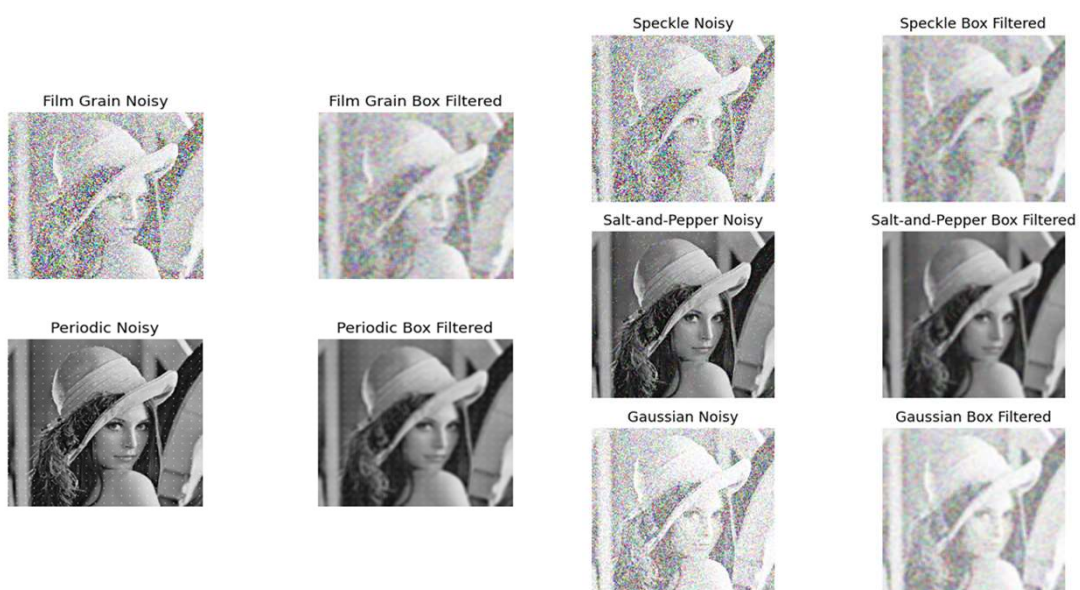 Film Grain Noisy
Film Grain Box Filtered
Periodic Noisy
Periodic Box Filtered
Speckle Noisy
Speckle Box Filtered
Salt-and-Pepper Noisy
Salt-and-Pepper Box Filtered
Gaussian Noisy
Gaussian Box Filtered